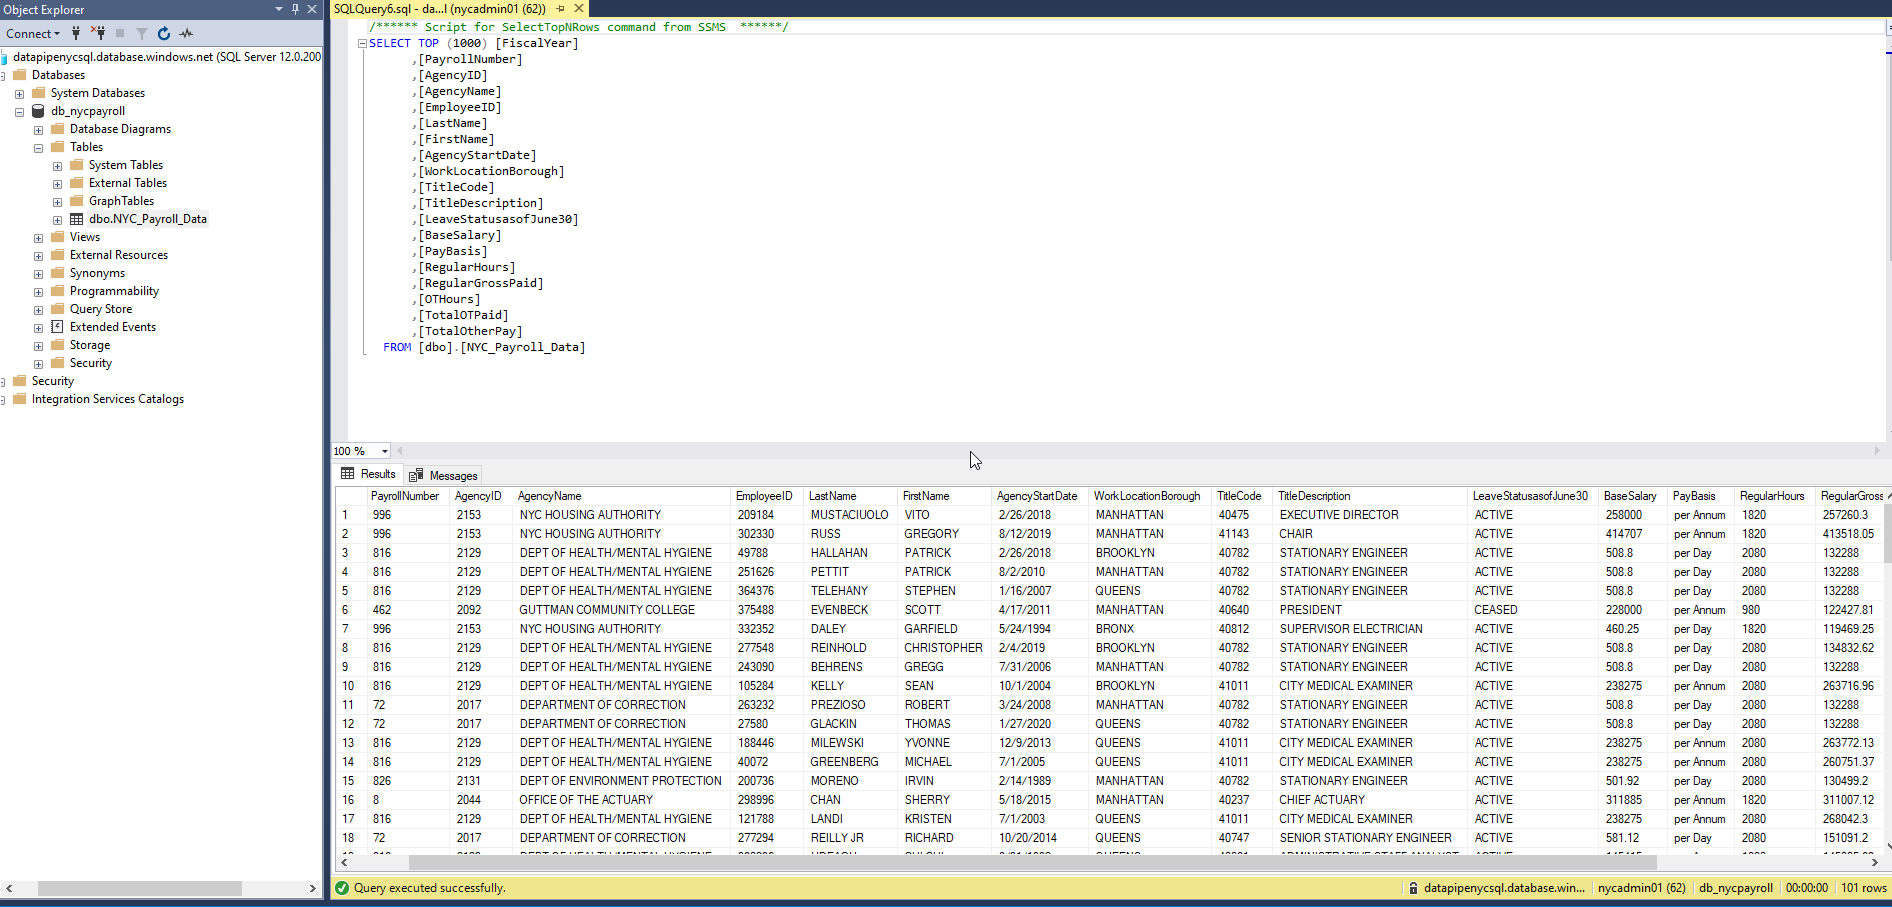 Object Explorer
Connect
datapipenycsql.database.windows.net (SQL Server 12.0.200
Databases
System Databases
db_nycpayroll
Database Diagrams
Tables
System Tables
External Tables
GraphTables
dbo.NYC_Payroll_Data
Views
External Resources
Synonyms
Programmability
Query Store
Extended Events
Storage
Security
Security
Integration Services Catalogs
SQLQuery6.sql - da...l (nycadmin01 (62))
/****** Script for SelectTopNRows command from SSMS ******/
SELECT TOP (1000) [FiscalYear]
,[PayrollNumber]
,[AgencyID]
,[AgencyName]
,[EmployeeID]
,[LastName]
,[FirstName]
,[AgencyStartDate]
,[WorkLocationBorough]
,[TitleCode]
,[TitleDescription]
,[LeaveStatusasofJune30]
,[BaseSalary]
,[PayBasis]
,[RegularHours]
,[RegularGrossPaid]
,[OTHours]
,[TotalOTPaid]
,[TotalOtherPay]
FROM [dbo].[NYC_Payroll_Data]
100 %
Results Messages
PayrollNumber AgencyID AgencyName EmployeeID LastName FirstName AgencyStartDate WorkLocationBorough TitleCode TitleDescription LeaveStatusasofJune30 BaseSalary PayBasis RegularHours RegularGross
1 996 2153 NYC HOUSING AUTHORITY 209184 MUSTACIUOLO VITO 2/26/2018 MANHATTAN 40475 EXECUTIVE DIRECTOR ACTIVE 258000 per Annum 1820 257260.3
2 996 2153 NYC HOUSING AUTHORITY 302330 RUSS GREGORY 8/12/2019 MANHATTAN 41143 CHAIR ACTIVE 414707 per Annum 1820 413518.05
3 816 2129 DEPT OF HEALTH/MENTAL HYGIENE 49788 HALLAHAN PATRICK 2/26/2018 BROOKLYN 40782 STATIONARY ENGINEER ACTIVE 508.8 per Day 2080 132288
4 816 2129 DEPT OF HEALTH/MENTAL HYGIENE 251626 PETTIT PATRICK 8/2/2010 MANHATTAN 40782 STATIONARY ENGINEER ACTIVE 508.8 per Day 2080 132288
5 816 2129 DEPT OF HEALTH/MENTAL HYGIENE 364376 TELEHANY STEPHEN 1/16/2007 QUEENS 40782 STATIONARY ENGINEER ACTIVE 508.8 per Day 2080 132288
6 462 2092 GUTTMAN COMMUNITY COLLEGE 375488 EVENBECK SCOTT 4/17/2011 MANHATTAN 40640 PRESIDENT CEASED 228000 per Annum 980 122427.81
7 996 2153 NYC HOUSING AUTHORITY 332352 DALEY GARFIELD 5/24/1994 BRONX 40812 SUPERVISOR ELECTRICIAN ACTIVE 460.25 per Day 1820 119469.25
8 816 2129 DEPT OF HEALTH/MENTAL HYGIENE 277548 REINHOLD CHRISTOPHER 2/4/2019 BROOKLYN 40782 STATIONARY ENGINEER ACTIVE 508.8 per Day 2080 134832.62
9 816 2129 DEPT OF HEALTH/MENTAL HYGIENE 243090 BEHRENS GREGG 7/31/2006 MANHATTAN 40782 STATIONARY ENGINEER ACTIVE 508.8 per Day 2080 132288
10 816 2129 DEPT OF HEALTH/MENTAL HYGIENE 105284 KELLY SEAN 10/1/2004 BROOKLYN 41011 CITY MEDICAL EXAMINER ACTIVE 238275 per Annum 2080 263716.96
11 72 2017 DEPARTMENT OF CORRECTION 263232 PREZIOSO ROBERT 3/24/2008 MANHATTAN 40782 STATIONARY ENGINEER ACTIVE 508.8 per Day 2080 132288
12 72 2017 DEPARTMENT OF CORRECTION 27580 GLACKIN THOMAS 1/27/2020 QUEENS 40782 STATIONARY ENGINEER ACTIVE 508.8 per Day 2080 132288
13 816 2129 DEPT OF HEALTH/MENTAL HYGIENE 188446 MILEWSKI YVONNE 12/9/2013 QUEENS 41011 CITY MEDICAL EXAMINER ACTIVE 238275 per Annum 2080 263772.13
14 816 2129 DEPT OF HEALTH/MENTAL HYGIENE 40072 GREENBERG MICHAEL 7/1/2005 QUEENS 41011 CITY MEDICAL EXAMINER ACTIVE 238275 per Annum 2080 260751.37
15 826 2131 DEPT OF ENVIRONMENT PROTECTION 200736 MORENO IRVIN 2/14/1989 MANHATTAN 40782 STATIONARY ENGINEER ACTIVE 501.92 per Day 2080 130499.2
16 8 2044 OFFICE OF THE ACTUARY 298996 CHAN SHERRY 5/18/2015 MANHATTAN 40237 CHIEF ACTUARY ACTIVE 311885 per Annum 1820 311007.12
17 816 2129 DEPT OF HEALTH/MENTAL HYGIENE 121788 LANDI KRISTEN 7/1/2003 QUEENS 41011 CITY MEDICAL EXAMINER ACTIVE 238275 per Annum 2080 268042.3
18 72 2017 DEPARTMENT OF CORRECTION 277294 REILLY JR RICHARD 10/20/2014 QUEENS 40747 SENIOR STATIONARY ENGINEER ACTIVE 581.12 per Day 2080 151091.2
Query executed successfully. datapipenycsql.database.win... nycadmin01 (62) db_nycpayroll 00:00:00 101 rows